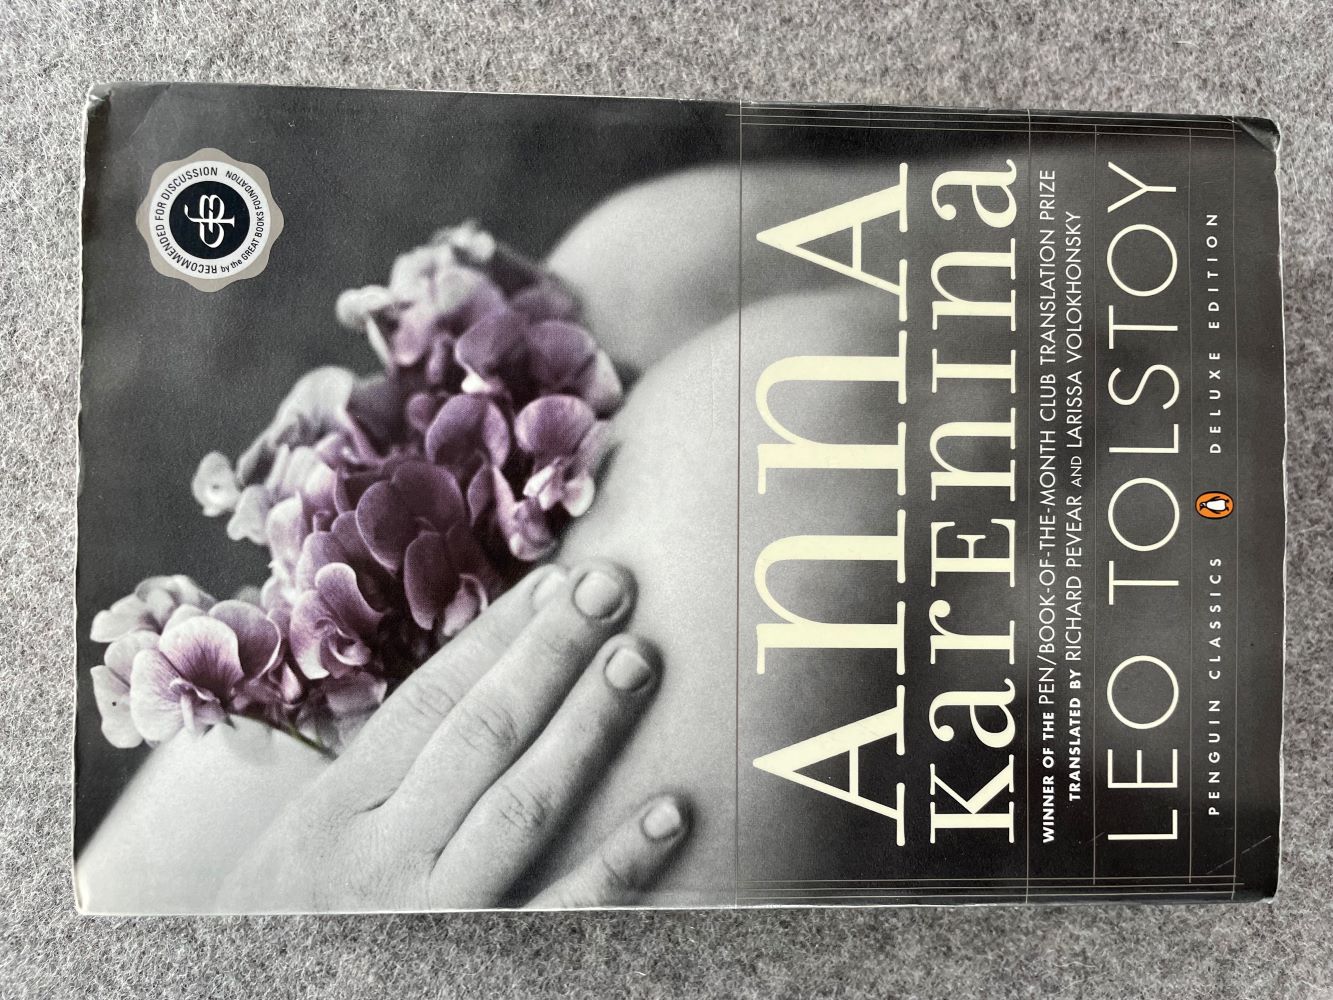 RECOMMENDED FOR DISCUSSION
by the GREAT BOOKS FOUNDATION
Anna
Karenina
WINNER OF THE PEN/BOOK-OF-THE-MONTH CLUB TRANSLATION PRIZE
TRANSLATED BY RICHARD PEVEAR AND LARISSA VOLOKHONSKY
LEO TOLSTOY
PENGUIN CLASSICS DELUXE EDITION